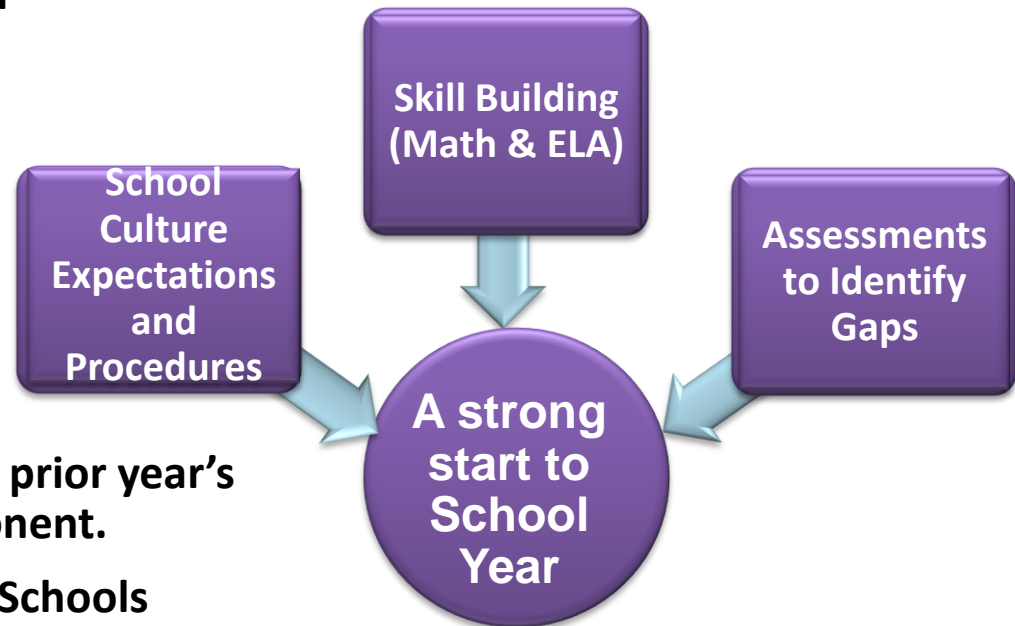 Skill Building
(Math & ELA)
School
Culture
Expectations
and
Procedures
Assessments
to Identify
Gaps
A strong
start to
School
Year
prior year’s
Schools